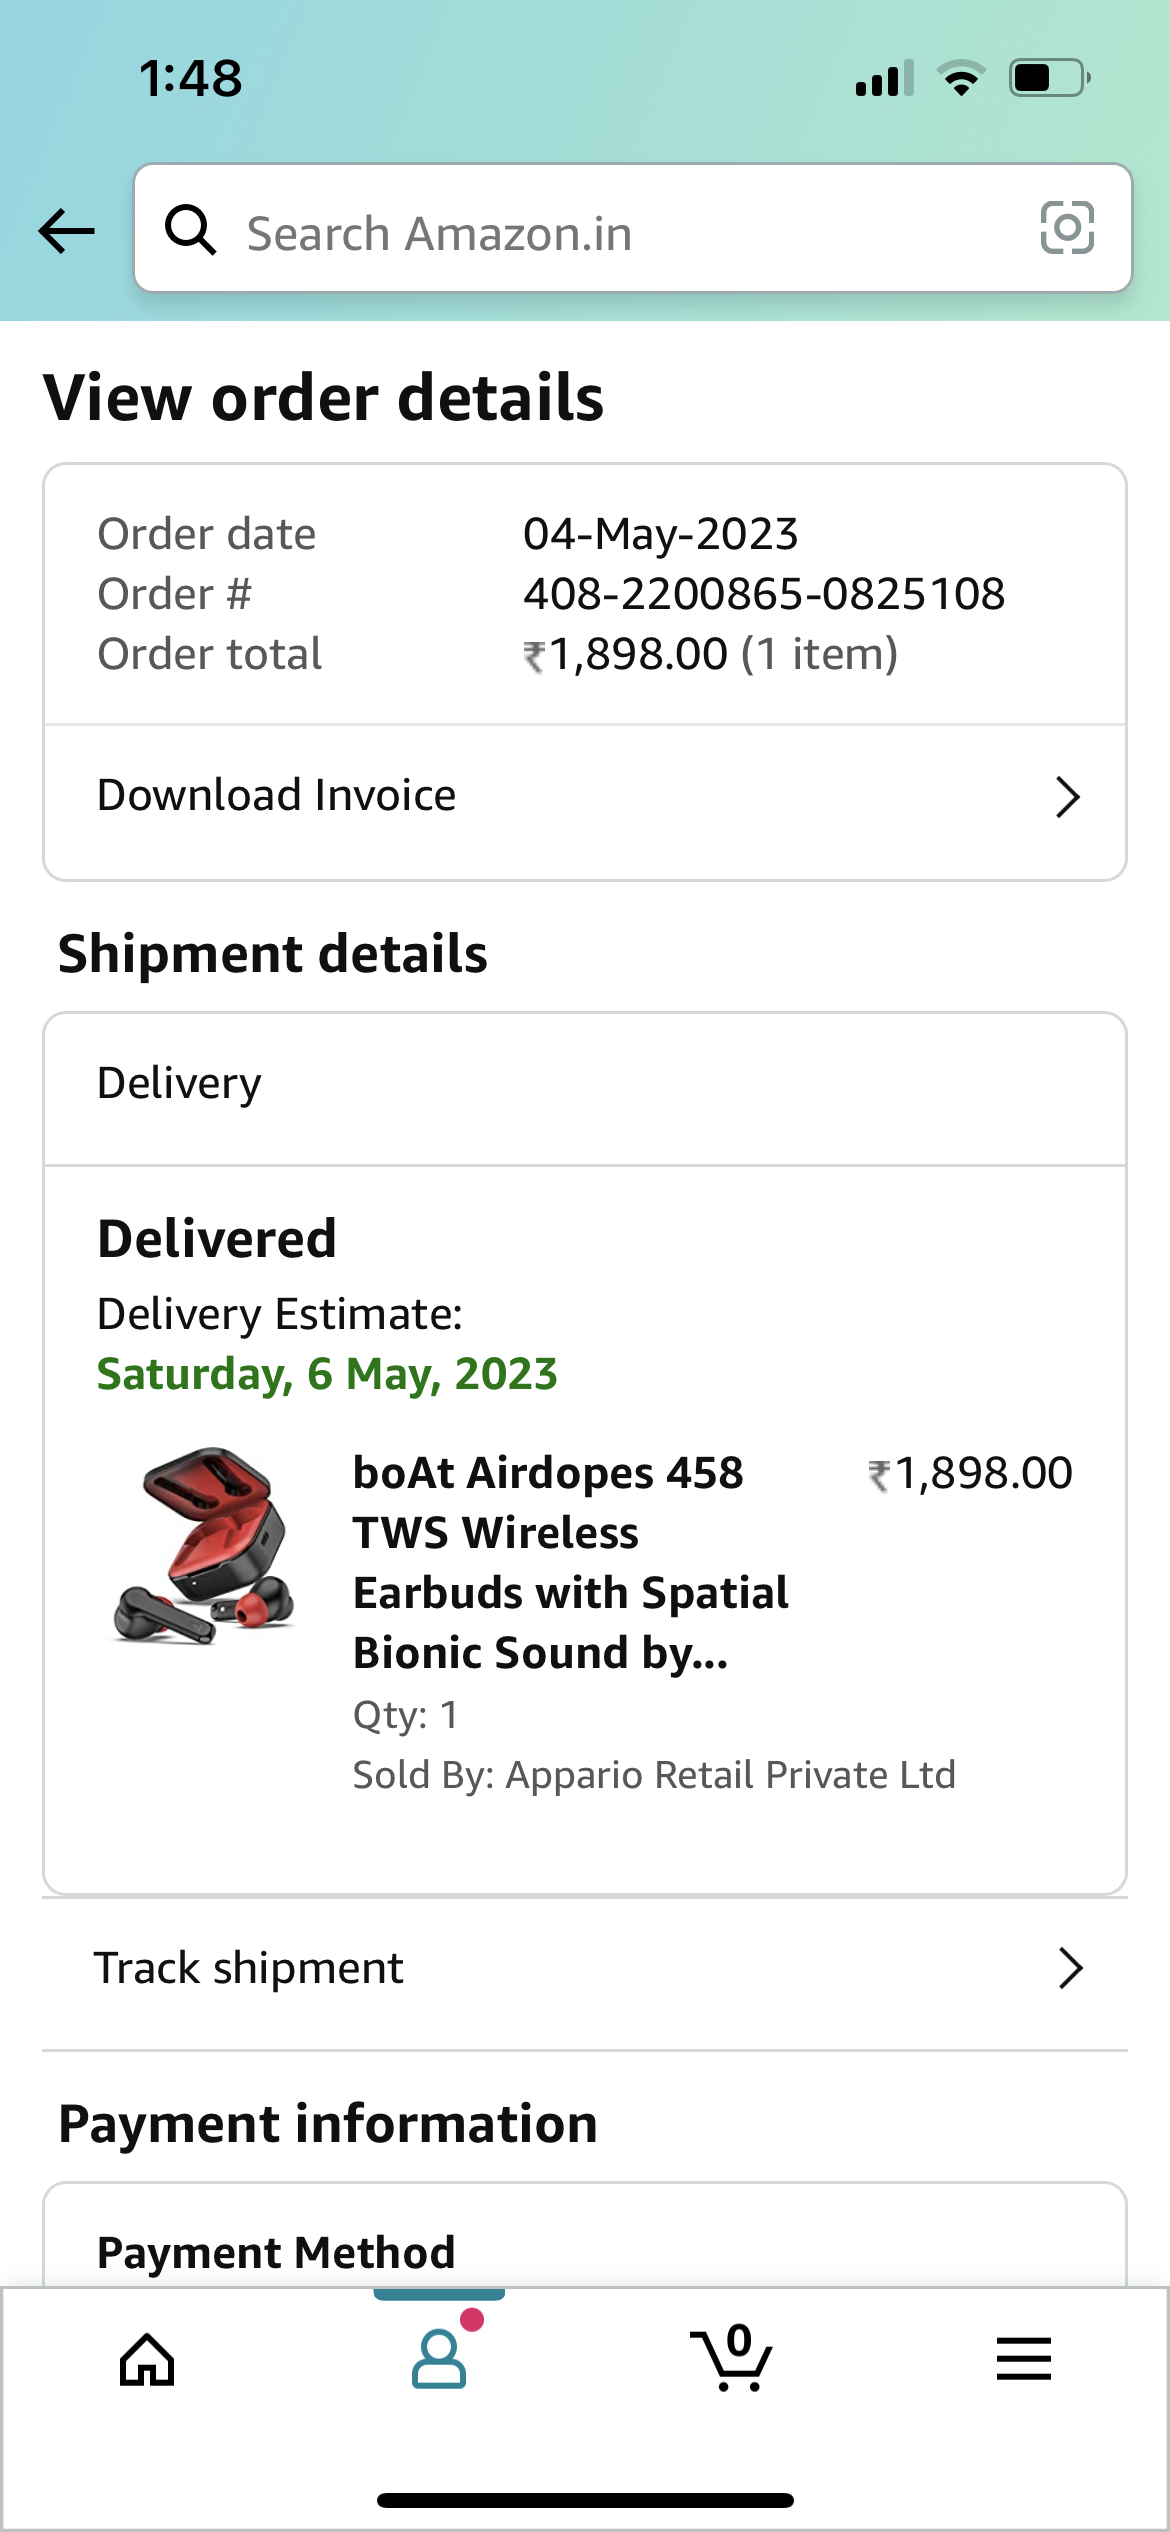 1:48
Search Amazon.in
View order details
Order date 04-May-2023
Order # 408-2200865-0825108
Order total ₹1,898.00 (1 item)
Download Invoice
Shipment details
Delivery
Delivered
Delivery Estimate:
Saturday, 6 May, 2023
boAt Airdopes 458 ₹1,898.00
TWS Wireless
Earbuds with Spatial
Bionic Sound by...
Qty: 1
Sold By: Appario Retail Private Ltd
Track shipment
Payment information
Payment Method
0